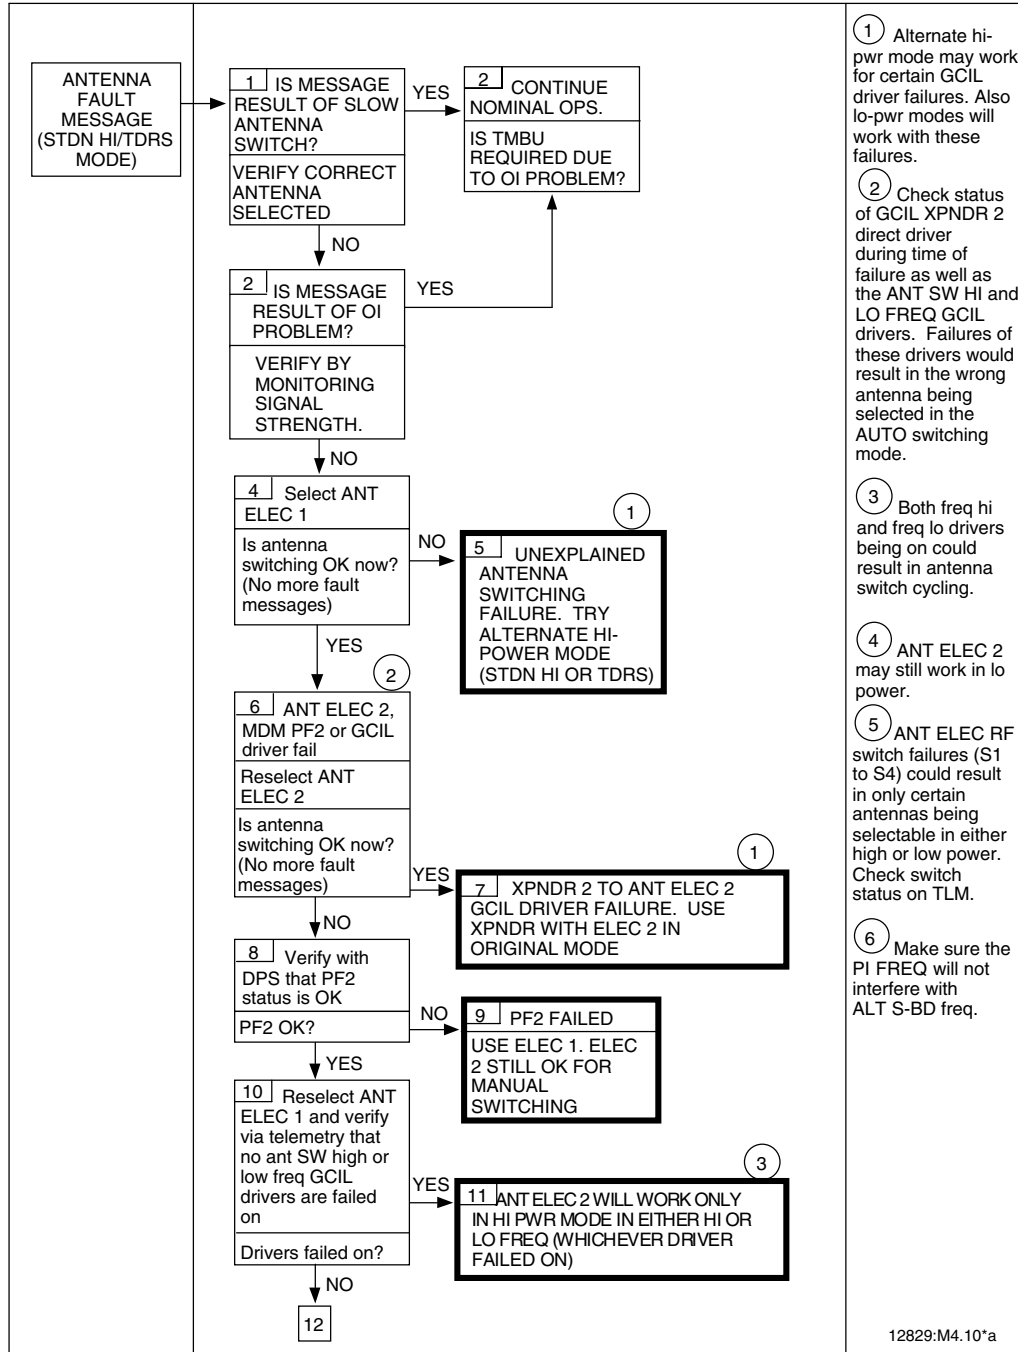 ANTENNA
FAULT
MESSAGE
(STDN HI/TDRS
MODE)
1 IS MESSAGE
RESULT OF SLOW
ANTENNA
SWITCH?
VERIFY CORRECT
ANTENNA
SELECTED
YES
2 CONTINUE
NOMINAL OPS.
IS TMBU
REQUIRED DUE
TO OI PROBLEM?
NO
2 IS MESSAGE
RESULT OF OI
PROBLEM?
VERIFY BY
MONITORING
SIGNAL
STRENGTH.
YES
NO
4 Select ANT
ELEC 1
Is antenna
switching OK now?
(No more fault
messages)
NO
1
5 UNEXPLAINED
ANTENNA
SWITCHING
FAILURE. TRY
ALTERNATE HI-
POWER MODE
(STDN HI OR TDRS)
YES
2
6 ANT ELEC 2,
MDM PF2 or GCIL
driver fail
Reselect ANT
ELEC 2
Is antenna
switching OK now?
(No more fault
messages)
YES
1
7 XPNDR 2 TO ANT ELEC 2
GCIL DRIVER FAILURE. USE
XPNDR WITH ELEC 2 IN
ORIGINAL MODE
NO
8 Verify with
DPS that PF2
status is OK
PF2 OK?
NO
9 PF2 FAILED
USE ELEC 1. ELEC
2 STILL OK FOR
MANUAL
SWITCHING
YES
10 Reselect ANT
ELEC 1 and verify
via telemetry that
no ant SW high or
low freq GCIL
drivers are failed
on
Drivers failed on?
YES
3
11 ANT ELEC 2 WILL WORK ONLY
IN HI PWR MODE IN EITHER HI OR
LO FREQ (WHICHEVER DRIVER
FAILED ON)
NO
12
1 Alternate hi-
pwr mode may work
for certain GCIL
driver failures. Also
lo-pwr modes will
work with these
failures.
2 Check status
of GCIL XPNDR 2
direct driver
during time of
failure as well as
the ANT SW HI and
LO FREQ GCIL
drivers. Failures of
these drivers would
result in the wrong
antenna being
selected in the
AUTO switching
mode.
3 Both freq hi
and freq lo drivers
being on could
result in antenna
switch cycling.
4 ANT ELEC 2
may still work in lo
power.
5 ANT ELEC RF
switch failures (S1
to S4) could result
in only certain
antennas being
selectable in either
high or low power.
Check switch
status on TLM.
6 Make sure the
PI FREQ will not
interfere with
ALT S-BD freq.
12829:M4.10*a